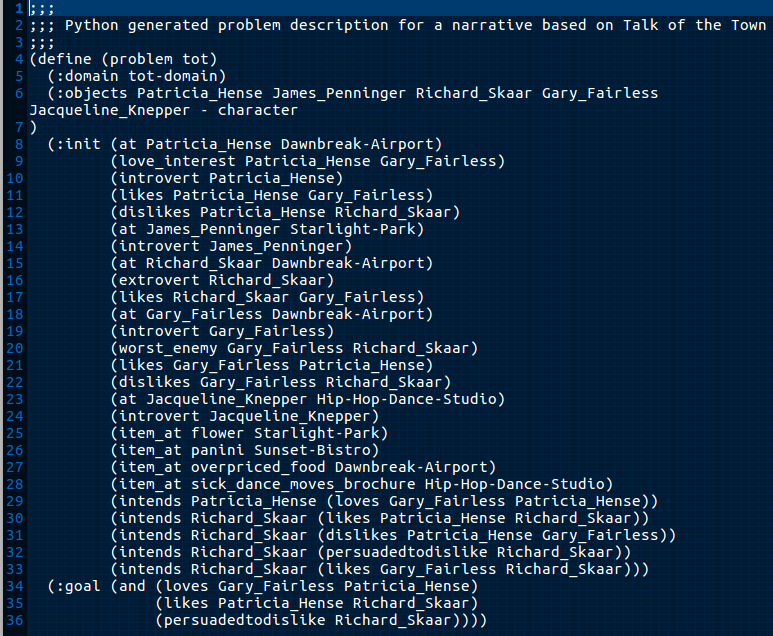 1 ;;;
2 ;;; Python generated problem description for a narrative based on Talk of the Town
3 ;;;
4 (define (problem tot)
5 (:domain tot-domain)
6 (:objects Patricia_Hense James_Penninger Richard_Skaar Gary_Fairless
Jacqueline_Knepper - character
7 )
8 (:init (at Patricia_Hense Dawnbreak-Airport)
9 (love_interest Patricia_Hense Gary_Fairless)
10 (introvert Patricia_Hense)
11 (likes Patricia_Hense Gary_Fairless)
12 (dislikes Patricia_Hense Richard_Skaar)
13 (at James_Penninger Starlight-Park)
14 (introvert James_Penninger)
15 (at Richard_Skaar Dawnbreak-Airport)
16 (extrovert Richard_Skaar)
17 (likes Richard_Skaar Gary_Fairless)
18 (at Gary_Fairless Dawnbreak-Airport)
19 (introvert Gary_Fairless)
20 (worst_enemy Gary_Fairless Richard_Skaar)
21 (likes Gary_Fairless Patricia_Hense)
22 (dislikes Gary_Fairless Richard_Skaar)
23 (at Jacqueline_Knepper Hip-Hop-Dance-Studio)
24 (introvert Jacqueline_Knepper)
25 (item_at flower Starlight-Park)
26 (item_at panini Sunset-Bistro)
27 (item_at overpriced_food Dawnbreak-Airport)
28 (item_at sick_dance_moves_brochure Hip-Hop-Dance-Studio)
29 (intends Patricia_Hense (loves Gary_Fairless Patricia_Hense))
30 (intends Richard_Skaar (likes Patricia_Hense Richard_Skaar))
31 (intends Richard_Skaar (dislikes Patricia_Hense Gary_Fairless))
32 (intends Richard_Skaar (persuadedtodislike Richard_Skaar))
33 (intends Richard_Skaar (likes Gary_Fairless Richard_Skaar)))
34 (:goal (and (loves Gary_Fairless Patricia_Hense)
35 (likes Patricia_Hense Richard_Skaar)
36 (persuadedtodislike Richard_Skaar))))